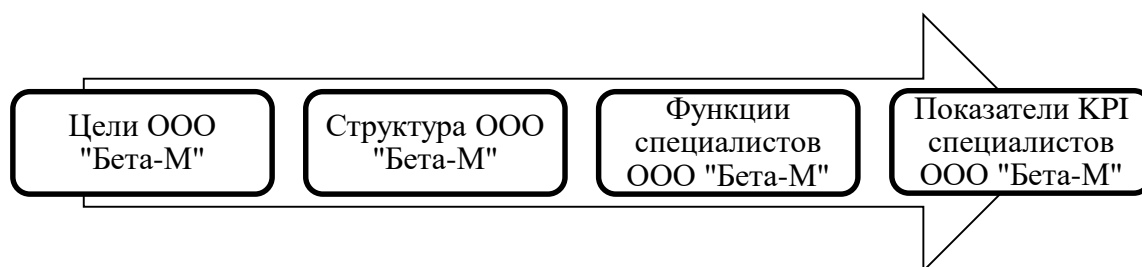 Цели ООО
"Бета-М"
Структура ООО
"Бета-М"
Функции
специалистов
ООО "Бета-М"
Показатели KPI
специалистов
ООО "Бета-М"